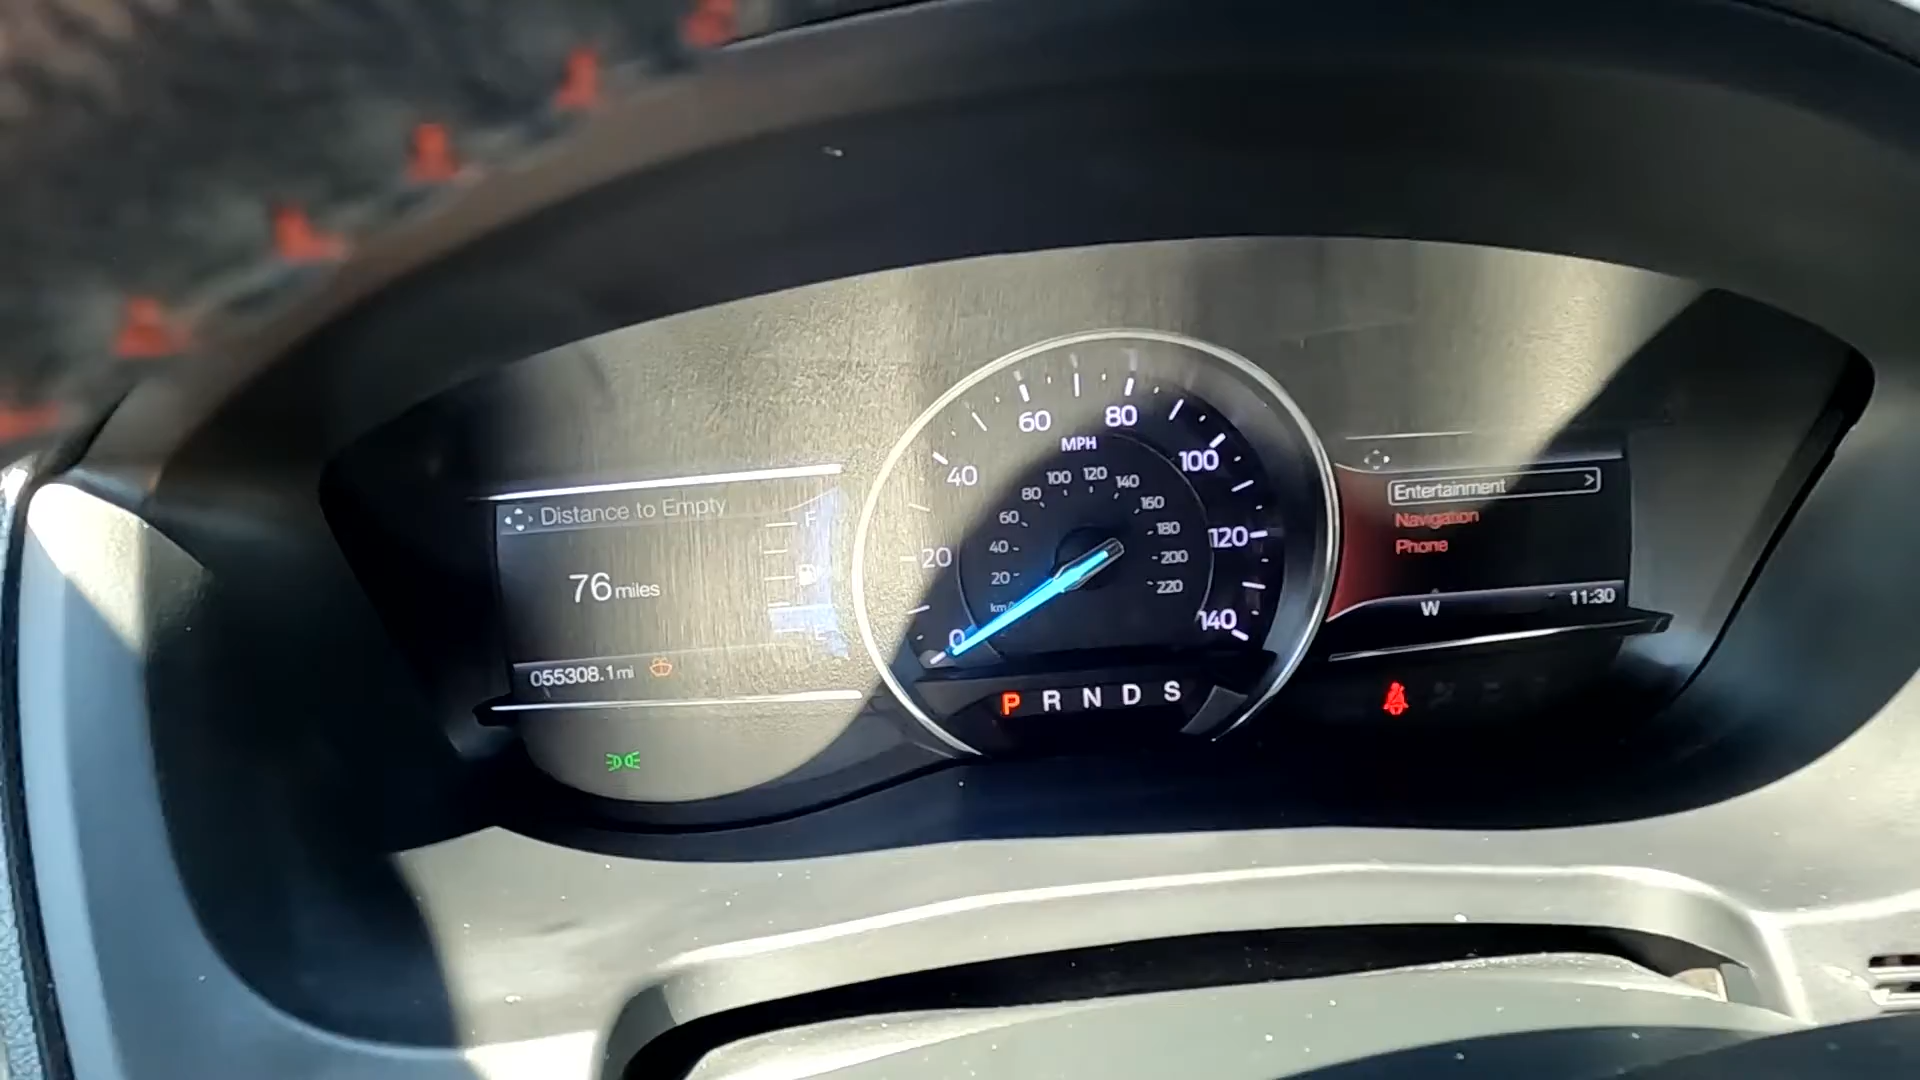 Distance to Empty
F
76 miles
E
055308.1 mi
0
20
40
60
80
100
120
140
MPH
km/
20
40
60
80
100
120
140
160
180
200
220
P R N D S
Entertainment >
Navigation
Phone
W
11:30